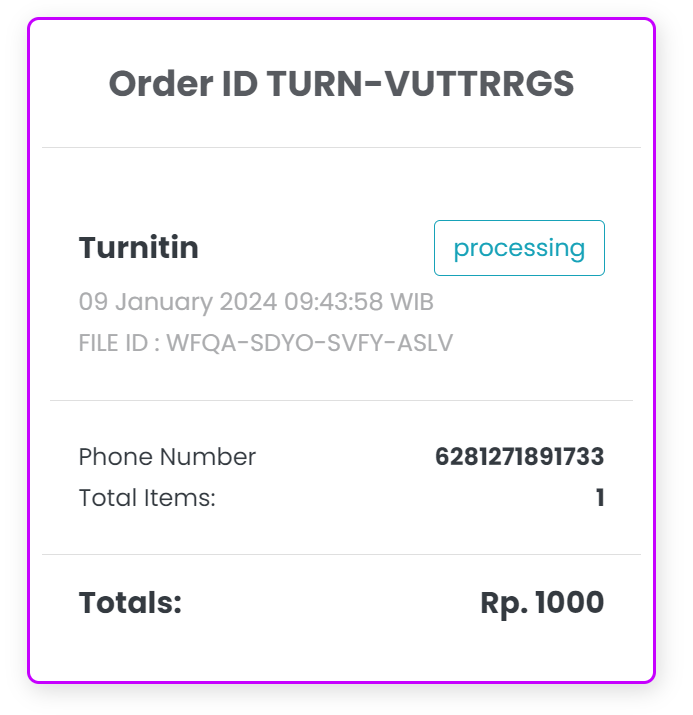 Order ID TURN-VUTTRRGS
Turnitin
processing
09 January 2024 09:43:58 WIB
FILE ID : WFQA-SDYO-SVFY-ASLV
Phone Number 6281271891733
Total Items: 1
Totals: Rp. 1000